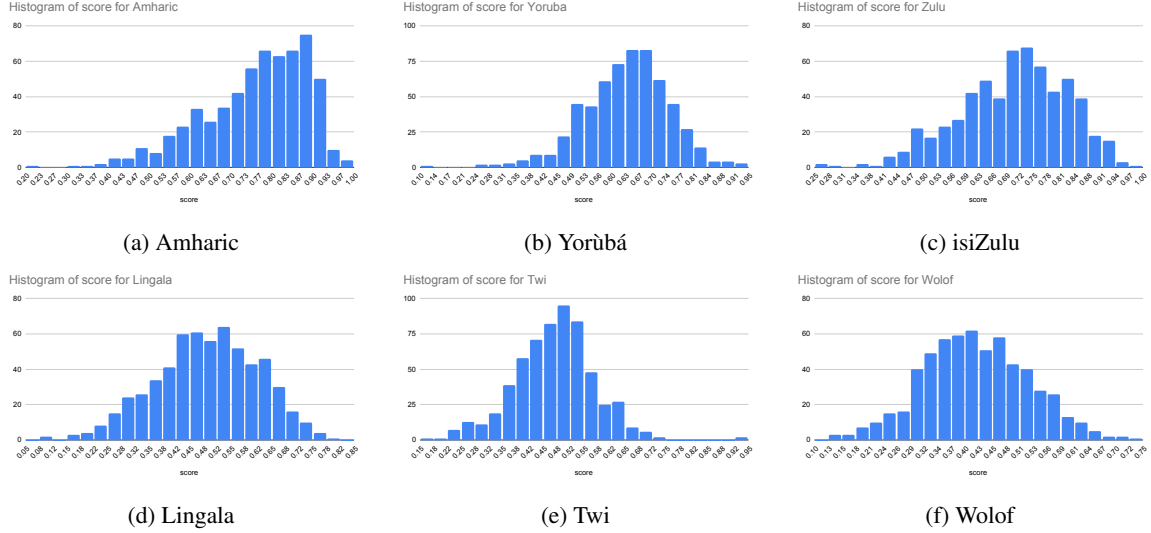 Histogram of score for Amharic
80
60
40
20
0
0.20 0.23 0.27 0.30 0.33 0.37 0.40 0.43 0.47 0.50 0.53 0.57 0.60 0.63 0.67 0.70 0.73 0.77 0.80 0.83 0.87 0.90 0.93 0.97 1.00
score
(a) Amharic
Histogram of score for Yoruba
100
75
50
25
0
0.10 0.14 0.17 0.21 0.24 0.28 0.31 0.35 0.38 0.42 0.45 0.49 0.53 0.56 0.60 0.63 0.67 0.70 0.74 0.77 0.81 0.84 0.88 0.91 0.95
score
(b) Yorùbá
Histogram of score for Zulu
80
60
40
20
0
0.25 0.28 0.31 0.34 0.38 0.41 0.44 0.47 0.50 0.53 0.56 0.59 0.63 0.66 0.69 0.72 0.75 0.78 0.81 0.84 0.88 0.91 0.94 0.97 1.00
score
(c) isiZulu
Histogram of score for Lingala
80
60
40
20
0
0.05 0.08 0.12 0.15 0.18 0.22 0.25 0.28 0.32 0.35 0.38 0.42 0.45 0.48 0.52 0.55 0.58 0.62 0.65 0.68 0.72 0.75 0.78 0.82 0.85
score
(d) Lingala
Histogram of score for Twi
100
75
50
25
0
0.15 0.18 0.22 0.25 0.28 0.32 0.35 0.38 0.42 0.45 0.48 0.52 0.55 0.58 0.62 0.65 0.68 0.72 0.75 0.78 0.82 0.85 0.88 0.92 0.95
score
(e) Twi
Histogram of score for Wolof
80
60
40
20
0
0.10 0.13 0.15 0.18 0.21 0.24 0.26 0.29 0.32 0.34 0.37 0.40 0.43 0.45 0.48 0.51 0.53 0.56 0.59 0.61 0.64 0.67 0.70 0.72 0.75
score
(f) Wolof